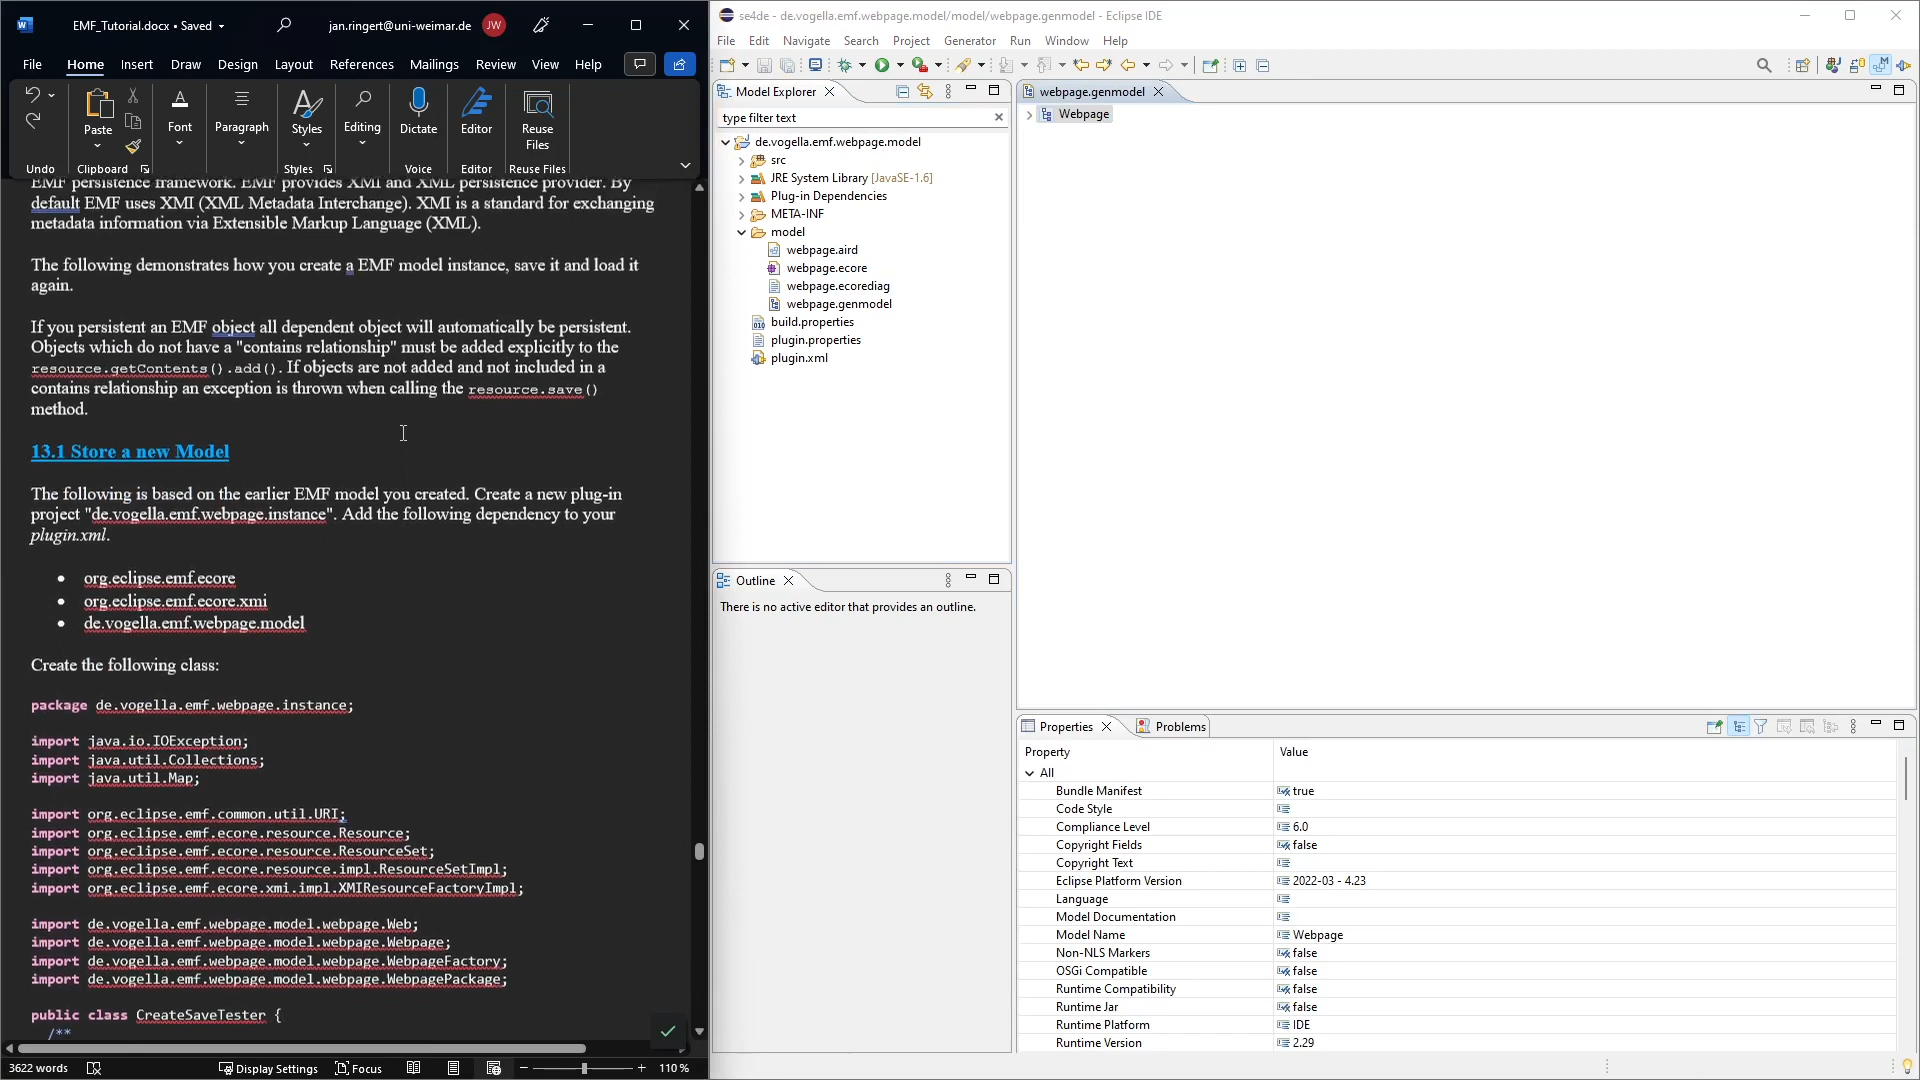 EMF_Tutorial.docx • Saved
jan.ringert@uni-weimar.de
JW
File
Home
Insert
Draw
Design
Layout
References
Mailings
Review
View
Help
Paste
Font
Paragraph
Styles
Editing
Dictate
Editor
Reuse
Files
Undo
Clipboard
Styles
Voice
Editor
Reuse Files
EMF persistence framework. EMF provides XMI and XML persistence provider. By
default EMF uses XMI (XML Metadata Interchange). XMI is a standard for exchanging
metadata information via Extensible Markup Language (XML).
The following demonstrates how you create a EMF model instance, save it and load it
again.
If you persistent an EMF object all dependent object will automatically be persistent.
Objects which do not have a "contains relationship" must be added explicitly to the
resource.getContents().add(). If objects are not added and not included in a
contains relationship an exception is thrown when calling the resource.save()
method.
13.1 Store a new Model
The following is based on the earlier EMF model you created. Create a new plug-in
project "de.vogella.emf.webpage.instance". Add the following dependency to your
plugin.xml.
• org.eclipse.emf.ecore
• org.eclipse.emf.ecore.xmi
• de.vogella.emf.webpage.model
Create the following class:
package de.vogella.emf.webpage.instance;
import java.io.IOException;
import java.util.Collections;
import java.util.Map;
import org.eclipse.emf.common.util.URI;
import org.eclipse.emf.ecore.resource.Resource;
import org.eclipse.emf.ecore.resource.ResourceSet;
import org.eclipse.emf.ecore.resource.impl.ResourceSetImpl;
import org.eclipse.emf.ecore.xmi.impl.XMIResourceFactoryImpl;
import de.vogella.emf.webpage.model.webpage.Web;
import de.vogella.emf.webpage.model.webpage.Webpage;
import de.vogella.emf.webpage.model.webpage.WebpageFactory;
import de.vogella.emf.webpage.model.webpage.WebpagePackage;
public class CreateSaveTester {
/**
3622 words
Display Settings
Focus
110 %
se4de - de.vogella.emf.webpage.model/model/webpage.genmodel - Eclipse IDE
File
Edit
Navigate
Search
Project
Generator
Run
Window
Help
Model Explorer
type filter text
de.vogella.emf.webpage.model
src
JRE System Library [JavaSE-1.6]
Plug-in Dependencies
META-INF
model
webpage.aird
webpage.ecore
webpage.ecorediag
webpage.genmodel
build.properties
plugin.properties
plugin.xml
Outline
There is no active editor that provides an outline.
webpage.genmodel
Webpage
Properties
Problems
Property Value
All
Bundle Manifest true
Code Style
Compliance Level 6.0
Copyright Fields false
Copyright Text
Eclipse Platform Version 2022-03 - 4.23
Language
Model Documentation
Model Name Webpage
Non-NLS Markers false
OSGi Compatible false
Runtime Compatibility false
Runtime Jar false
Runtime Platform IDE
Runtime Version 2.29